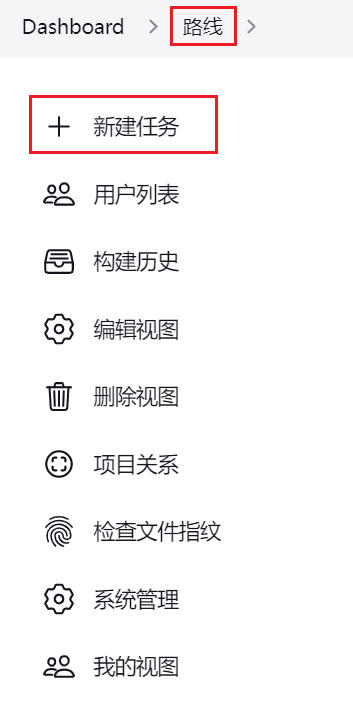 Dashboard > 路线 >
新建任务
用户列表
构建历史
编辑视图
删除视图
项目关系
检查文件指纹
系统管理
我的视图